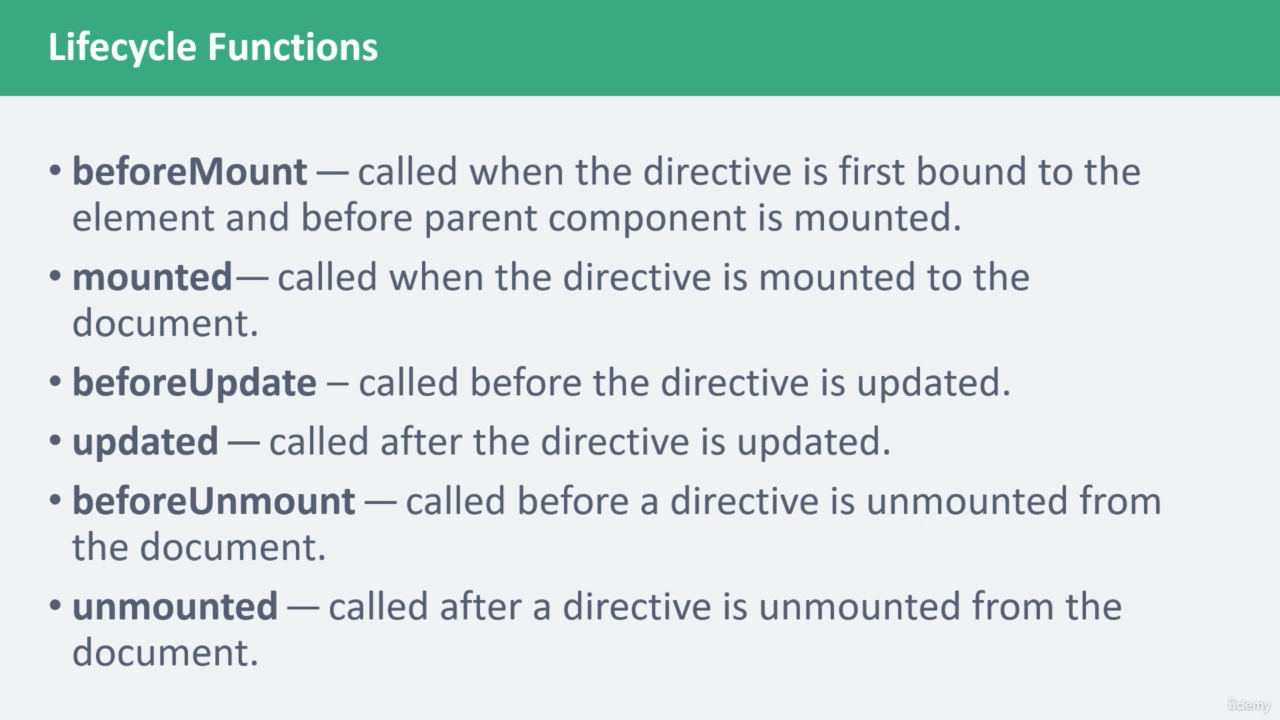 Lifecycle Functions
• beforeMount — called when the directive is first bound to the
element and before parent component is mounted.
• mounted— called when the directive is mounted to the
document.
• beforeUpdate – called before the directive is updated.
• updated — called after the directive is updated.
• beforeUnmount — called before a directive is unmounted from
the document.
• unmounted — called after a directive is unmounted from the
document.
ûdemy